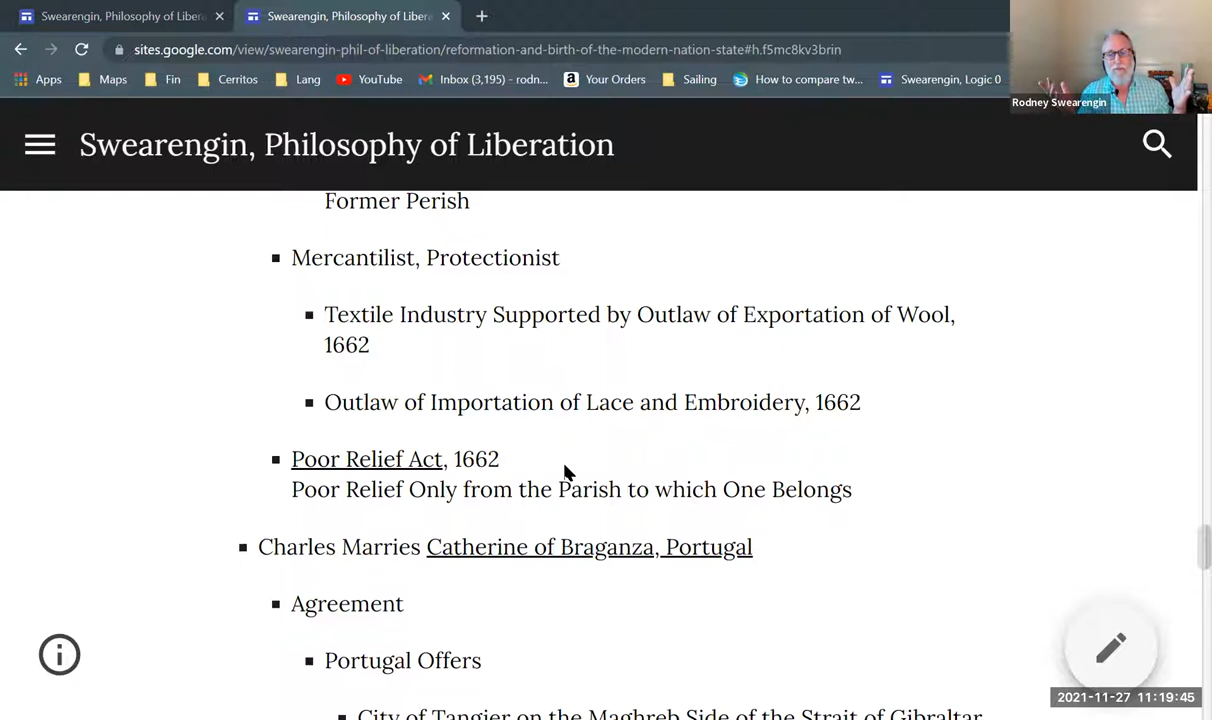 Swearengin, Philosophy of Libera
Swearengin, Philosophy of Libera
sites.google.com/view/swearengin-phil-of-liberation/reformation-and-birth-of-the-modern-nation-state#h.f5mc8kv3brin
Apps Maps Fin Cerritos Lang YouTube Inbox (3,195) - rodn... Your Orders Sailing How to compare tw... Swearengin, Logic 0
Rodney Swearengin
Swearengin, Philosophy of Liberation
Former Perish
Mercantilist, Protectionist
Textile Industry Supported by Outlaw of Exportation of Wool,
1662
Outlaw of Importation of Lace and Embroidery, 1662
Poor Relief Act, 1662
Poor Relief Only from the Parish to which One Belongs
Charles Marries Catherine of Braganza, Portugal
Agreement
Portugal Offers
City of Tangier on the Maghreb Side of the Strait of Gibraltar
2021-11-27 11:19:45